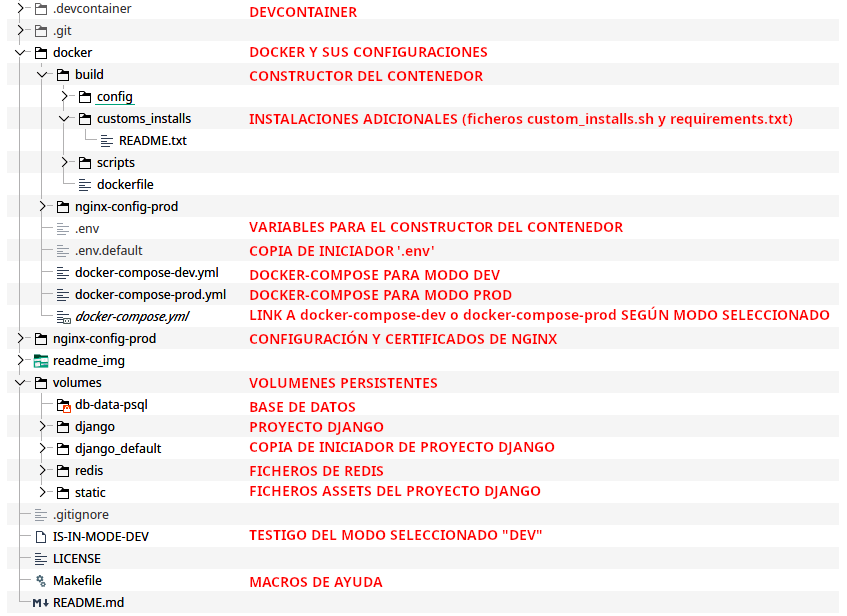 .devcontainer DEVCONTAINER
.git
docker DOCKER Y SUS CONFIGURACIONES
build CONSTRUCTOR DEL CONTENEDOR
config
customs_installs INSTALACIONES ADICIONALES (ficheros custom_installs.sh y requirements.txt)
README.txt
scripts
dockerfile
nginx-config-prod
.env VARIABLES PARA EL CONSTRUCTOR DEL CONTENEDOR
.env.default COPIA DE INICIADOR '.env'
docker-compose-dev.yml DOCKER-COMPOSE PARA MODO DEV
docker-compose-prod.yml DOCKER-COMPOSE PARA MODO PROD
docker-compose.yml LINK A docker-compose-dev o docker-compose-prod SEGÚN MODO SELECCIONADO
nginx-config-prod CONFIGURACIÓN Y CERTIFICADOS DE NGINX
readme_img
volumes VOLUMENES PERSISTENTES
db-data-psql BASE DE DATOS
django PROYECTO DJANGO
django_default COPIA DE INICIADOR DE PROYECTO DJANGO
redis FICHEROS DE REDIS
static FICHEROS ASSETS DEL PROYECTO DJANGO
.gitignore
IS-IN-MODE-DEV TESTIGO DEL MODO SELECCIONADO "DEV"
LICENSE
Makefile MACROS DE AYUDA
README.md